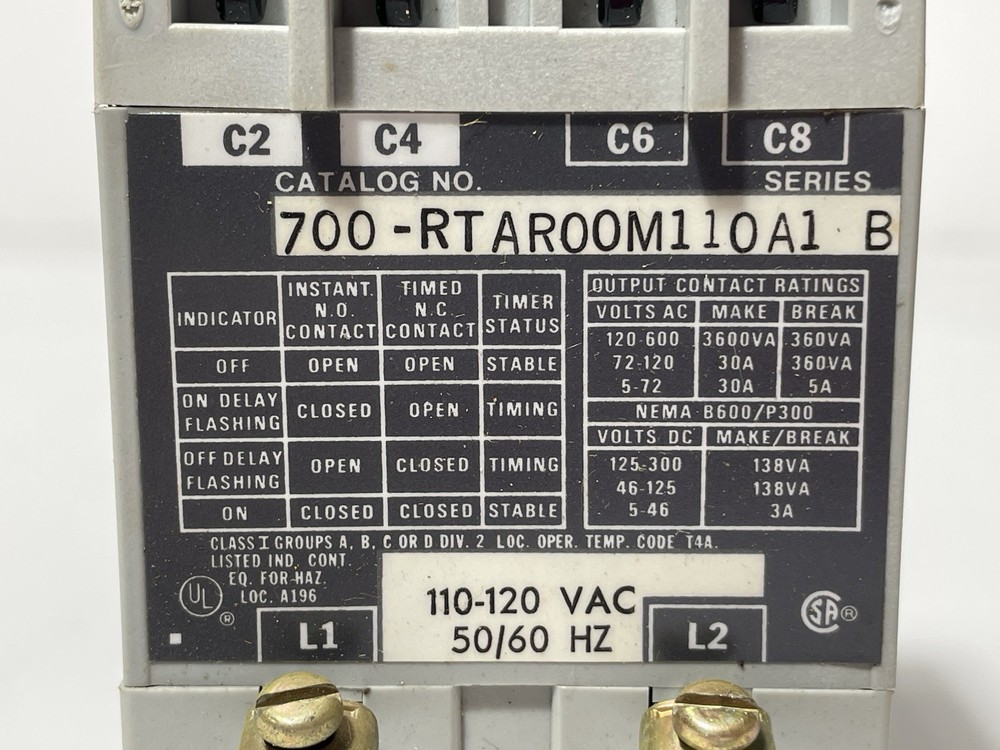 C2 C4 C6 C8
CATALOG NO. SERIES
700-RTAR00M110A1 B
INDICATOR INSTANT. N.O. CONTACT TIMED N.C. CONTACT TIMER STATUS
OFF OPEN OPEN STABLE
ON DELAY FLASHING CLOSED OPEN TIMING
OFF DELAY FLASHING OPEN CLOSED TIMING
ON CLOSED CLOSED STABLE
OUTPUT CONTACT RATINGS
VOLTS AC MAKE BREAK
120-600 3600VA 360VA
72-120 30A 360VA
5-72 30A 5A
NEMA B600/P300
VOLTS DC MAKE/BREAK
125-300 138VA
46-125 138VA
5-46 3A
CLASS I GROUPS A, B, C OR D DIV. 2 LOC. OPER. TEMP. CODE T4A.
LISTED IND. CONT.
EQ. FOR HAZ.
LOC. A196
UL ®
110-120 VAC
50/60 HZ
SA ®
L1 L2